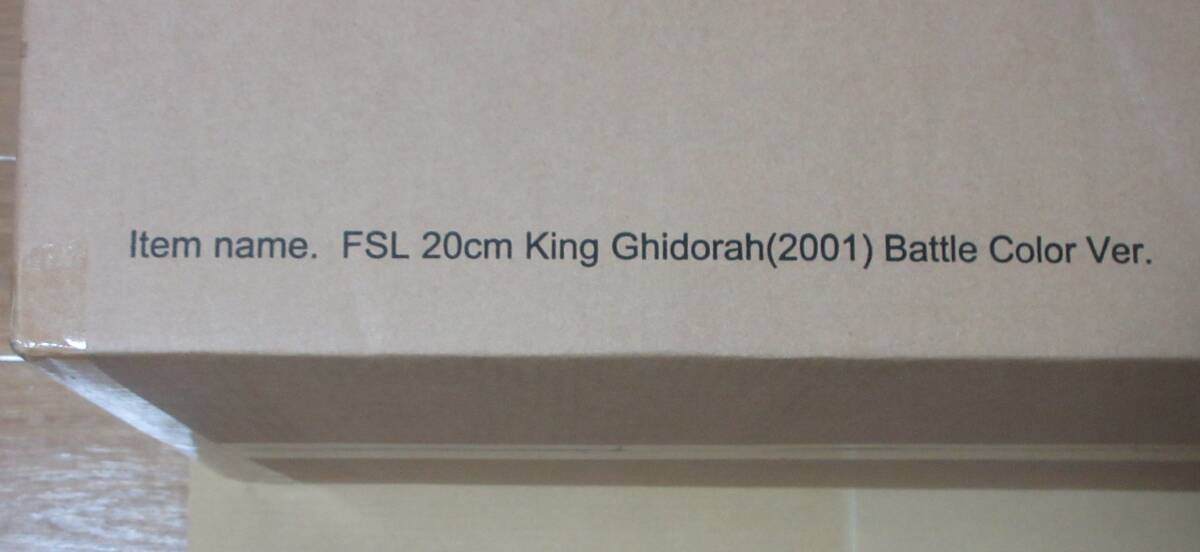 Item name. FSL 20cm King Ghidorah(2001) Battle Color Ver.